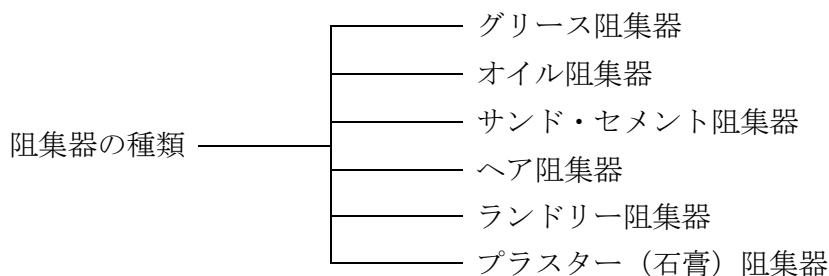 グリース阻集器
オイル阻集器
サンド・セメント阻集器
阻集器の種類
ヘア阻集器
ランドリー阻集器
プラスター（石膏）阻集器